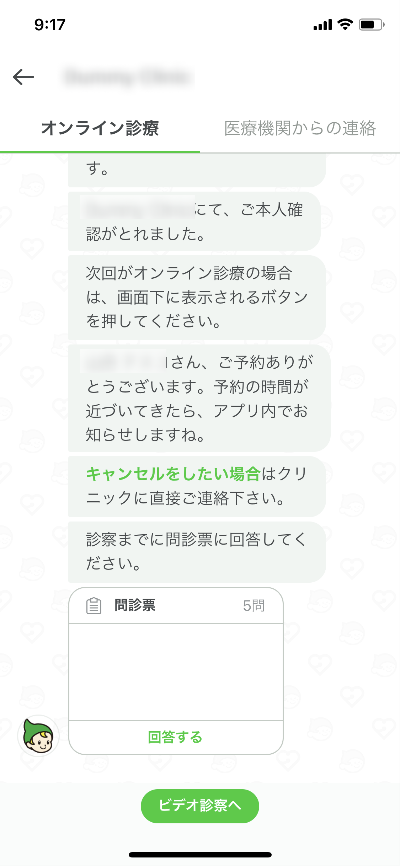 9:17
オンライン診療
医療機関からの連絡
す。
にて、ご本人確
認がとれました。
次回がオンライン診療の場合
は、画面下に表示されるボタン
を押してください。
さん、ご予約ありが
とうございます。予約の時間が
近づいてきたら、アプリ内でお
知らせしますね。
キャンセルをしたい場合はクリ
ニックに直接ご連絡下さい。
診察までに問診票に回答してく
ださい。
問診票 5問
回答する
ビデオ診察へ